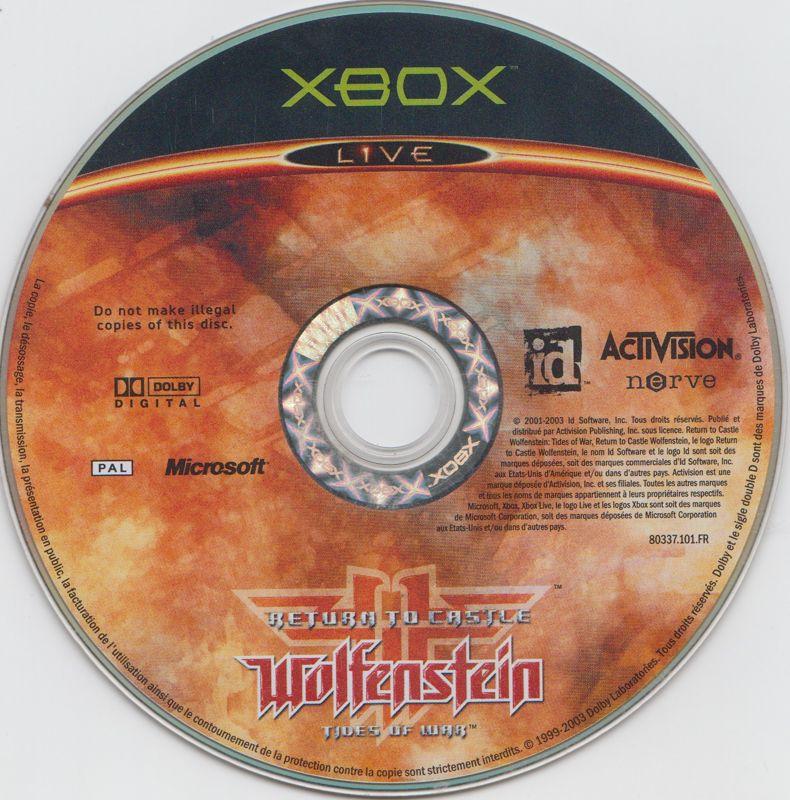 XBOX™
LIVE
XBOX
Do not make illegal
copies of this disc.
DOLBY
DIGITAL
PAL
Microsoft
XBOX
id™
ACTIVISION®
nerve
© 2001-2003 Id Software, Inc. Tous droits réservés. Publié et
distribué par Activision Publishing, Inc. sous licence. Return to Castle
Wolfenstein: Tides of War, Return to Castle Wolfenstein, le logo Return
to Castle Wolfenstein, le nom Id Software et le logo Id sont soit des
marques déposées, soit des marques commerciales d'Id Software, Inc.
aux Etats-Unis d'Amérique et/ou dans d'autres pays. Activision est une
marque déposée d'Activision, Inc. et ses filiales. Toutes les autres marques
et tous les noms de marques appartiennent à leurs propriétaires respectifs.
Microsoft, Xbox, Xbox Live, le logo Live et les logos Xbox sont soit des marques
de Microsoft Corporation, soit des marques déposées de Microsoft Corporation
aux Etats-Unis et/ou dans d'autres pays.
80337.101.FR
RETURN TO CASTLE
Wolfenstein™
TIDES OF WAR™
La copie, le désossage, la transmission, la présentation en public, la facturation de l'utilisation ainsi que le contournement de la protection contre la copie sont strictement interdits. © 1999-2003 Dolby Laboratories. Tous droits réservés. Dolby et le sigle double D sont des marques de Dolby Laboratories.